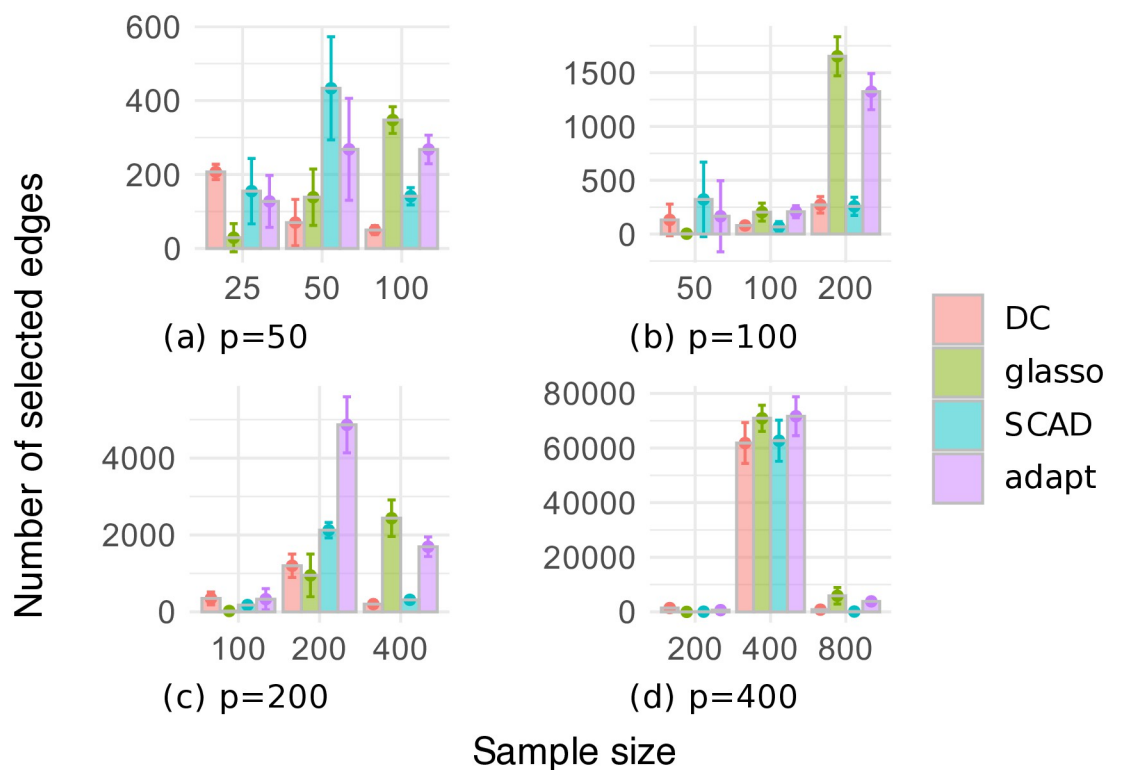 Number of selected edges
600
400
200
0
25 50 100
(a) p=50
1500
1000
500
0
50 100 200
(b) p=100
4000
2000
0
100 200 400
(c) p=200
80000
60000
40000
20000
0
200 400 800
(d) p=400
DC
glasso
SCAD
adapt
Sample size